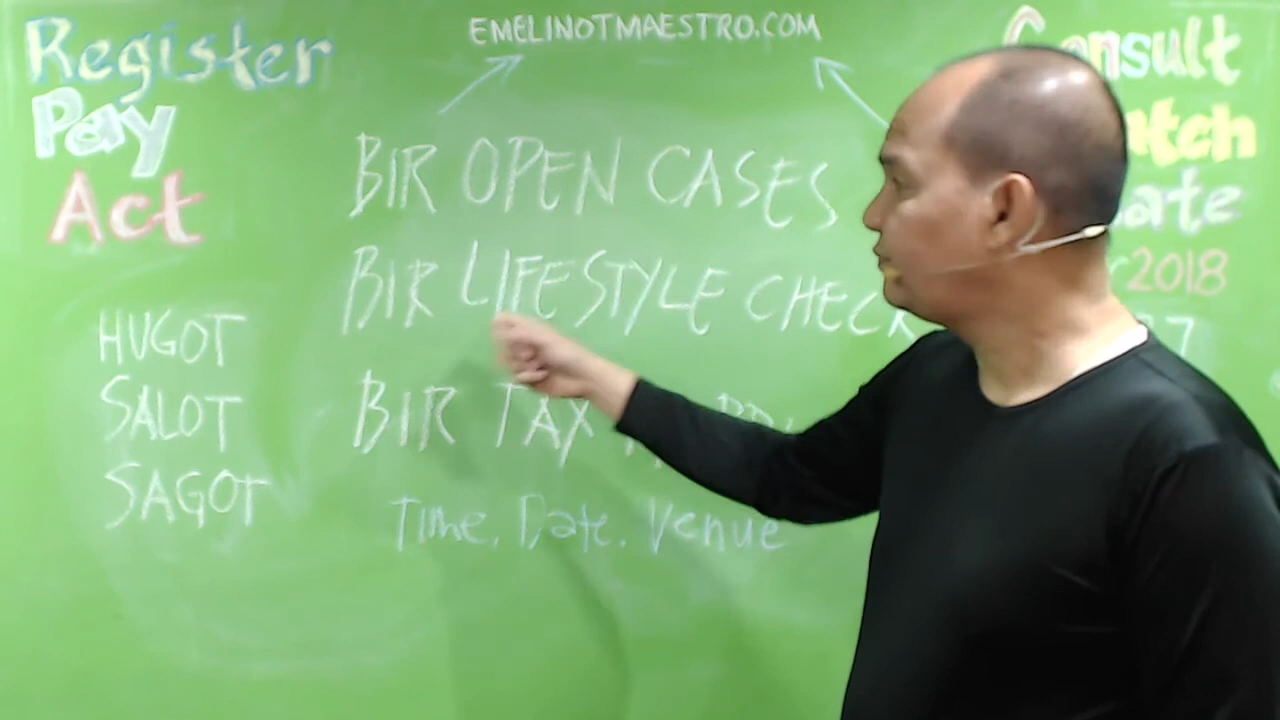 EMELINOTMAESTRO.COM
Register
Pay
Act
BIR OPEN CASES
BIR LIFESTYLE CHECK
BIR TAX
Time, Date, Venue
HUGOT
SALOT
SAGOT
Consult
2018